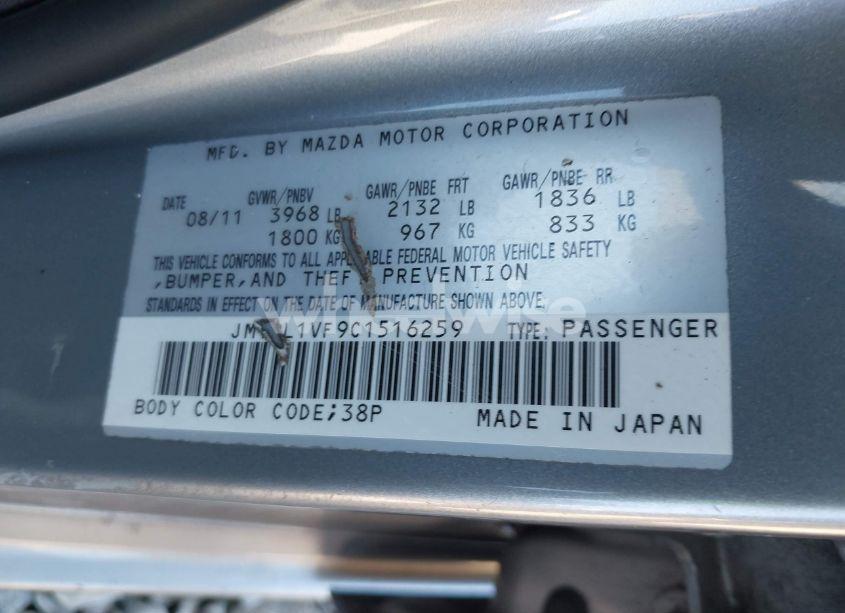 MFD. BY MAZDA MOTOR CORPORATION
DATE GVWR/PNBV GAWR/PNBE FRT GAWR/PNBE RR
08/11 3968 LB 2132 LB 1836 LB
1800 KG 967 KG 833 KG
THIS VEHICLE CONFORMS TO ALL APPLICABLE FEDERAL MOTOR VEHICLE SAFETY
,BUMPER,AND THEFT PREVENTION
STANDARDS IN EFFECT ON THE DATE OF MANUFACTURE SHOWN ABOVE.
TYPE: PASSENGER
BODY COLOR CODE;38P MADE IN JAPAN